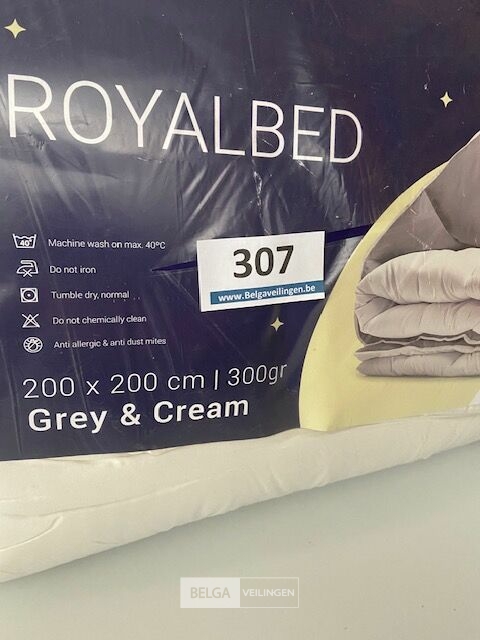 ROYALBED
40°
Machine wash on max. 40ºC
Do not iron
Tumble dry, normal
Do not chemically clean
Anti allergic & anti dust mites
307
www.Belgaveilingen.be
200 x 200 cm | 300gr
Grey & Cream
BELGA VEILINGEN